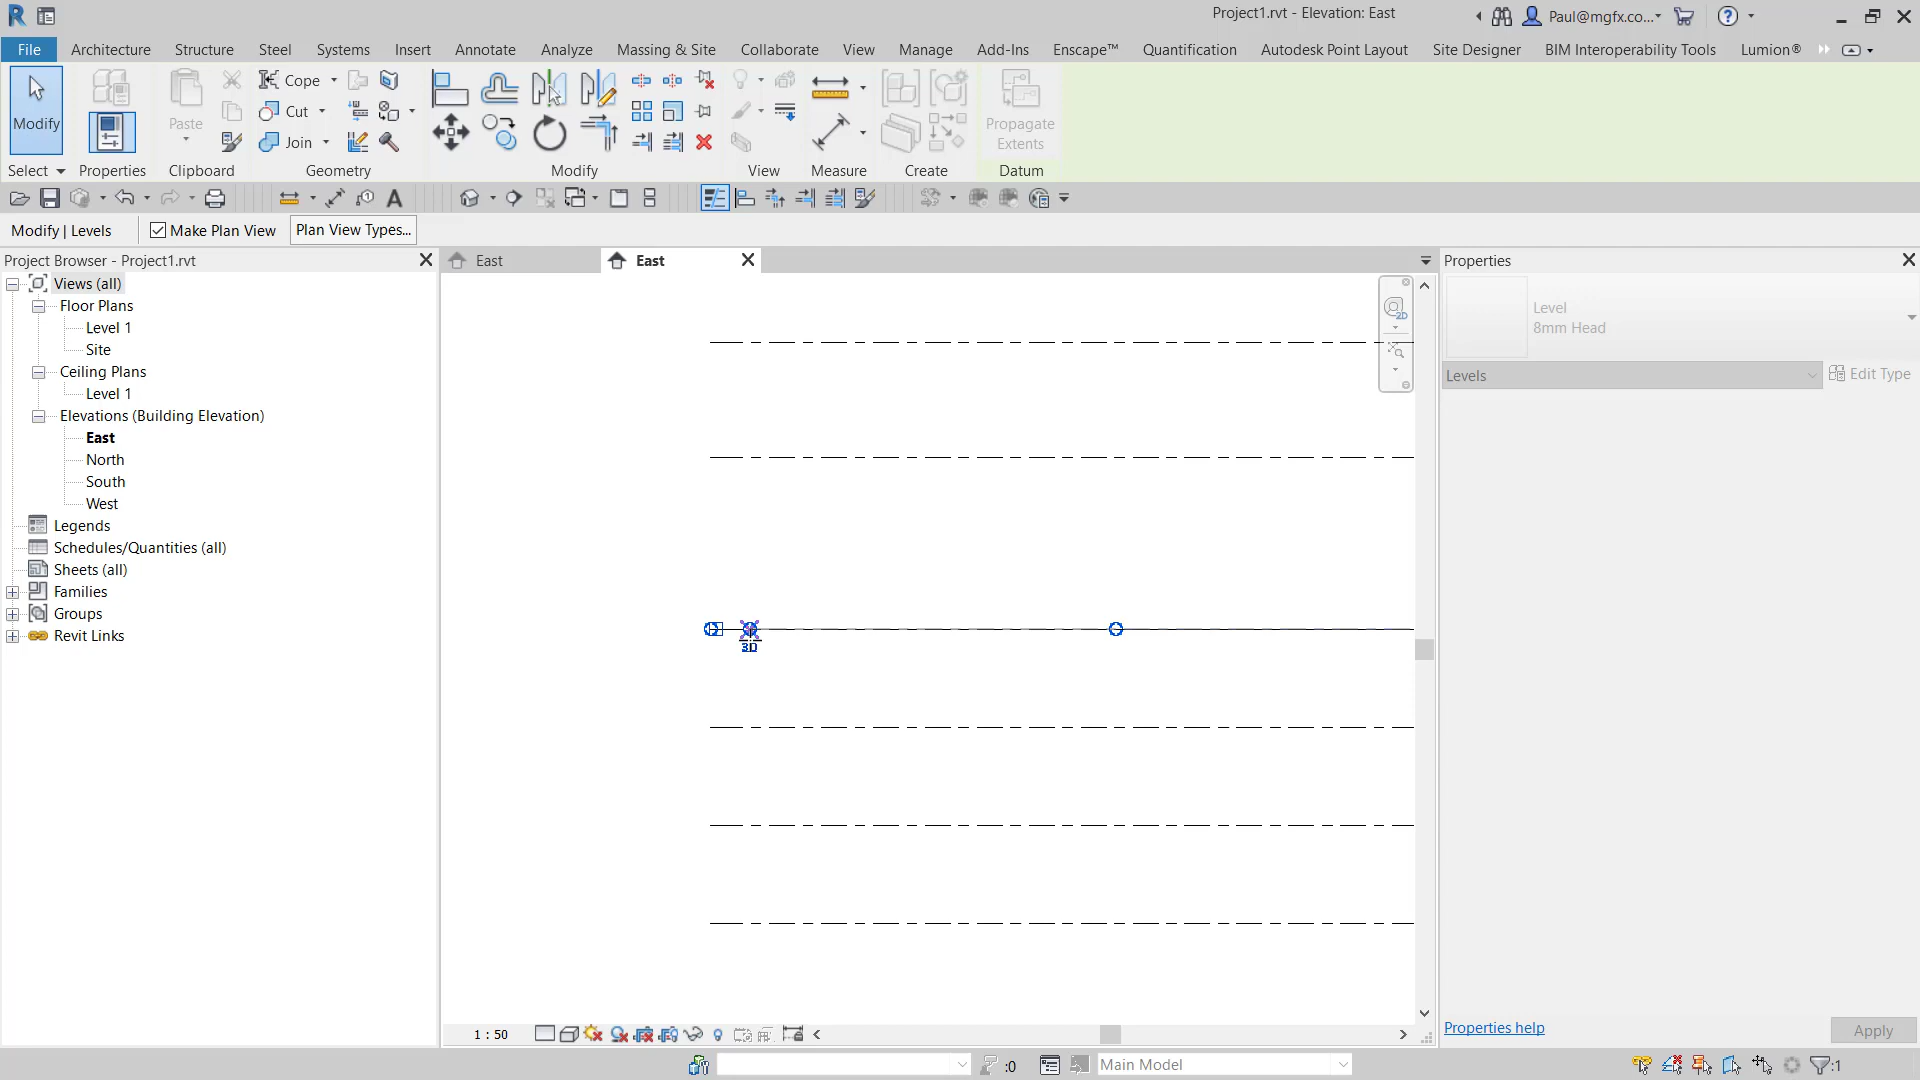 Project1.rvt - Elevation: East
Paul@mgfx.co...
File Architecture Structure Steel Systems Insert Annotate Analyze Massing & Site Collaborate View Manage Add-Ins Enscape™ Quantification Autodesk Point Layout Site Designer BIM Interoperability Tools Lumion®
Modify
Paste
Cope
Cut
Join
Propagate
Extents
Select Properties Clipboard Geometry Modify View Measure Create Datum
Modify | Levels
Make Plan View
Plan View Types...
Project Browser - Project1.rvt
East
East
Properties
Views (all)
Floor Plans
Level 1
Site
Ceiling Plans
Level 1
Elevations (Building Elevation)
East
North
South
West
Legends
Schedules/Quantities (all)
Sheets (all)
Families
Groups
Revit Links
2D
3D
Level
8mm Head
Levels
Edit Type
Properties help
Apply
1 : 50
:0
Main Model
:1